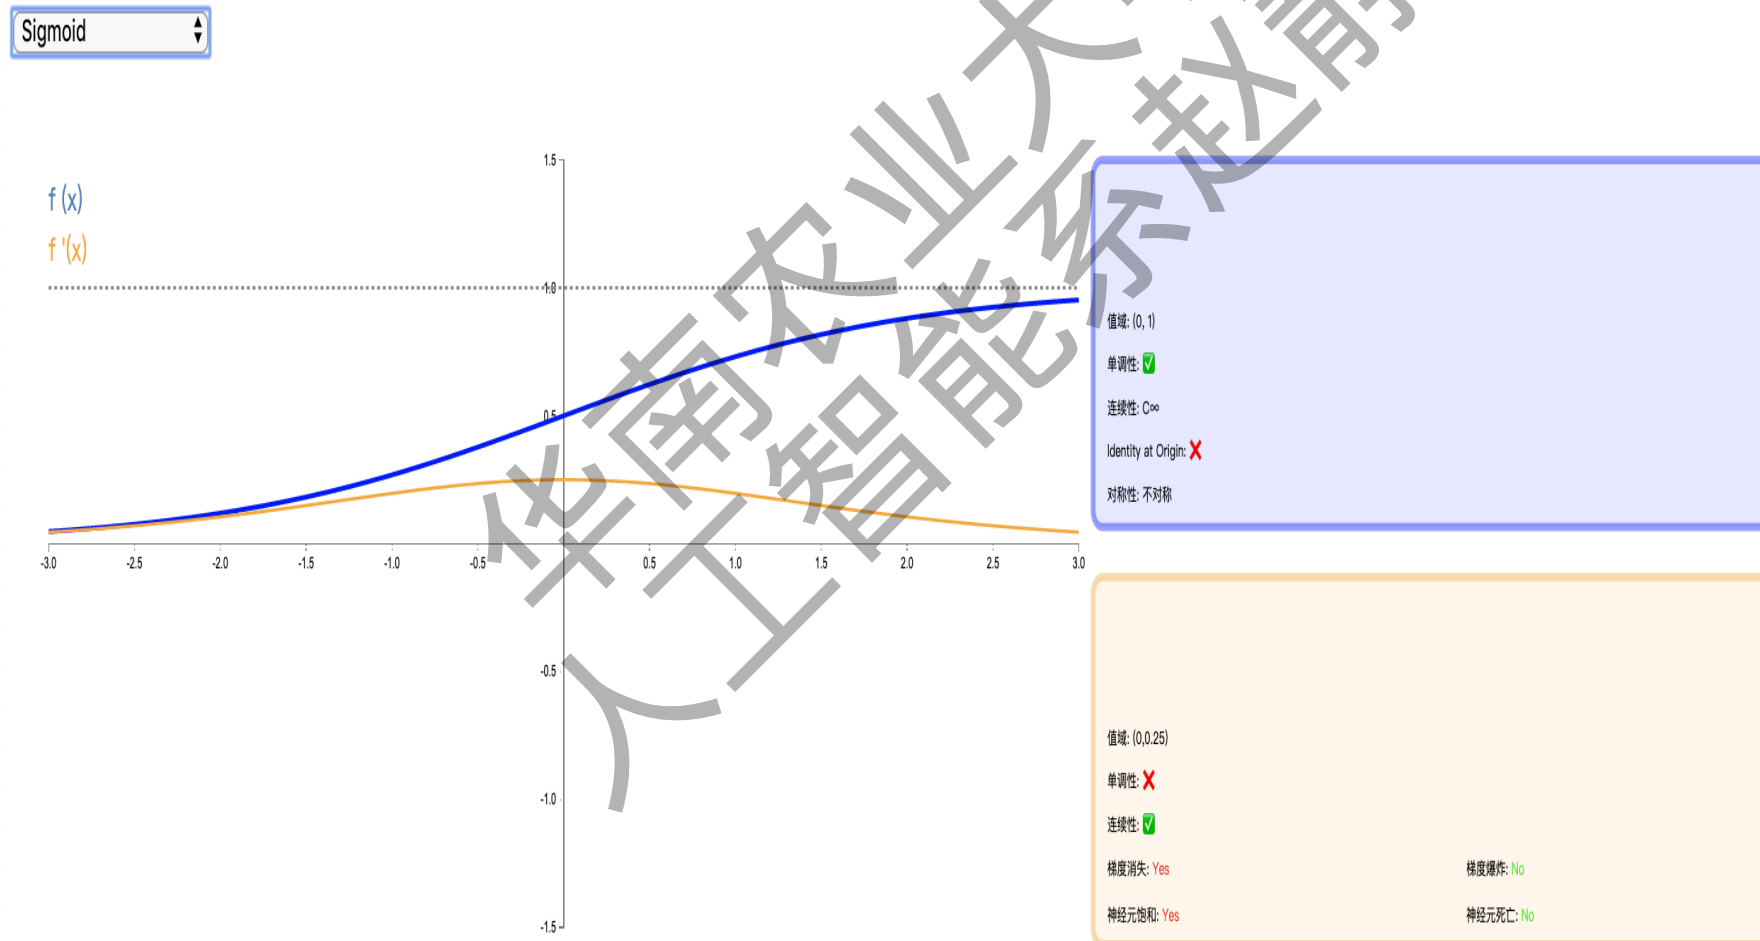 Sigmoid
f (x)
f '(x)
1.5
1.0
0.5
-3.0 -2.5 -2.0 -1.5 -1.0 -0.5 0.5 1.0 1.5 2.0 2.5 3.0
-0.5
-1.0
-1.5
值域: (0, 1)
单调性: ✅
连续性: C∞
Identity at Origin: ❌
对称性: 不对称
值域: (0,0.25)
单调性: ❌
连续性: ✅
梯度消失: Yes 梯度爆炸: No
神经元饱和: Yes 神经元死亡: No
华南农业大
人工智能系赵